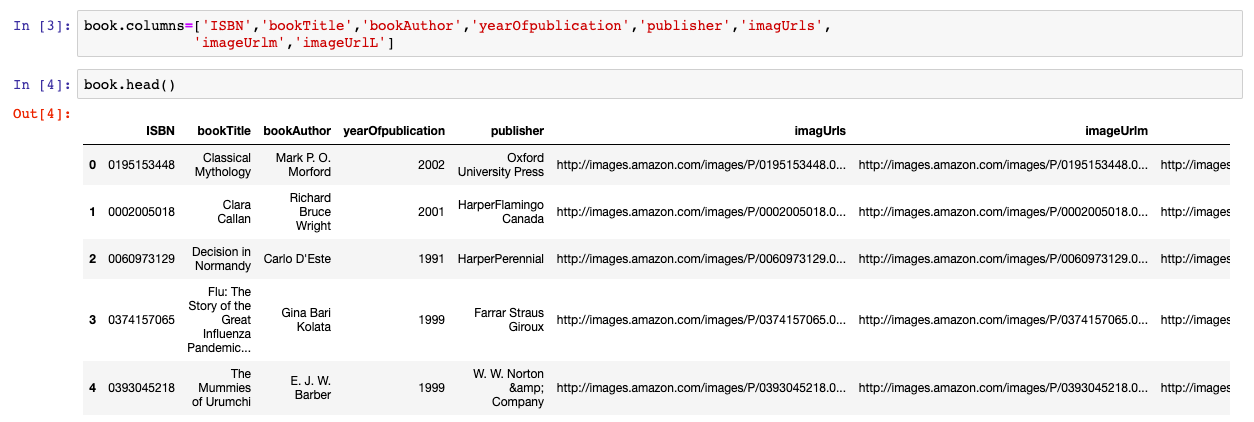 In [3]: book.columns=['ISBN','bookTitle','bookAuthor','yearOfpublication','publisher','imagUrls',
'imageUrlm','imageUrlL']
In [4]: book.head()
Out[4]:
ISBN bookTitle bookAuthor yearOfpublication publisher imagUrls imageUrlm
0 0195153448 Classical Mythology Mark P. O. Morford 2002 Oxford University Press http://images.amazon.com/images/P/0195153448.0... http://images.amazon.com/images/P/0195153448.0... http://images
1 0002005018 Clara Callan Richard Bruce Wright 2001 HarperFlamingo Canada http://images.amazon.com/images/P/0002005018.0... http://images.amazon.com/images/P/0002005018.0... http://images
2 0060973129 Decision in Normandy Carlo D'Este 1991 HarperPerennial http://images.amazon.com/images/P/0060973129.0... http://images.amazon.com/images/P/0060973129.0... http://images
3 0374157065 Flu: The Story of the Great Influenza Pandemic... Gina Bari Kolata 1999 Farrar Straus Giroux http://images.amazon.com/images/P/0374157065.0... http://images.amazon.com/images/P/0374157065.0... http://images
4 0393045218 The Mummies of Urumchi E. J. W. Barber 1999 W. W. Norton &amp; Company http://images.amazon.com/images/P/0393045218.0... http://images.amazon.com/images/P/0393045218.0... http://images